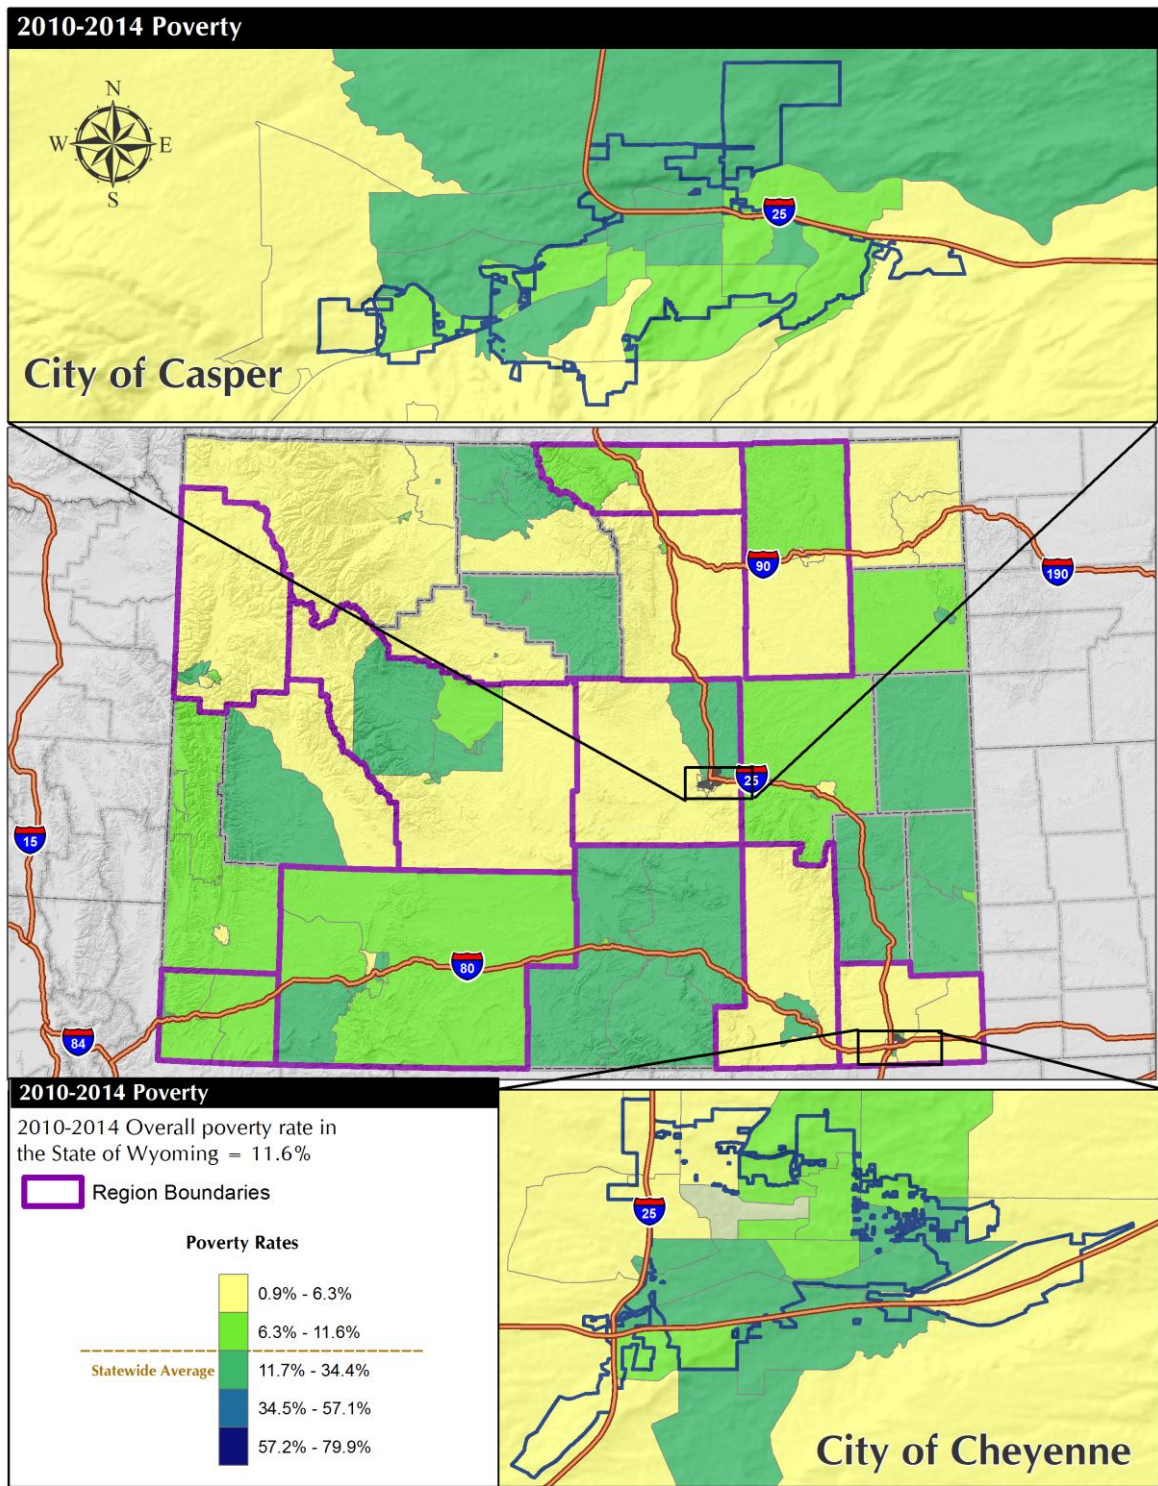 2010-2014 Poverty
N
W E
S
25
City of Casper
90
190
25
15
80
84
2010-2014 Poverty
2010-2014 Overall poverty rate in
the State of Wyoming = 11.6%
Region Boundaries
Poverty Rates
0.9% - 6.3%
6.3% - 11.6%
Statewide Average
11.7% - 34.4%
34.5% - 57.1%
57.2% - 79.9%
25
City of Cheyenne